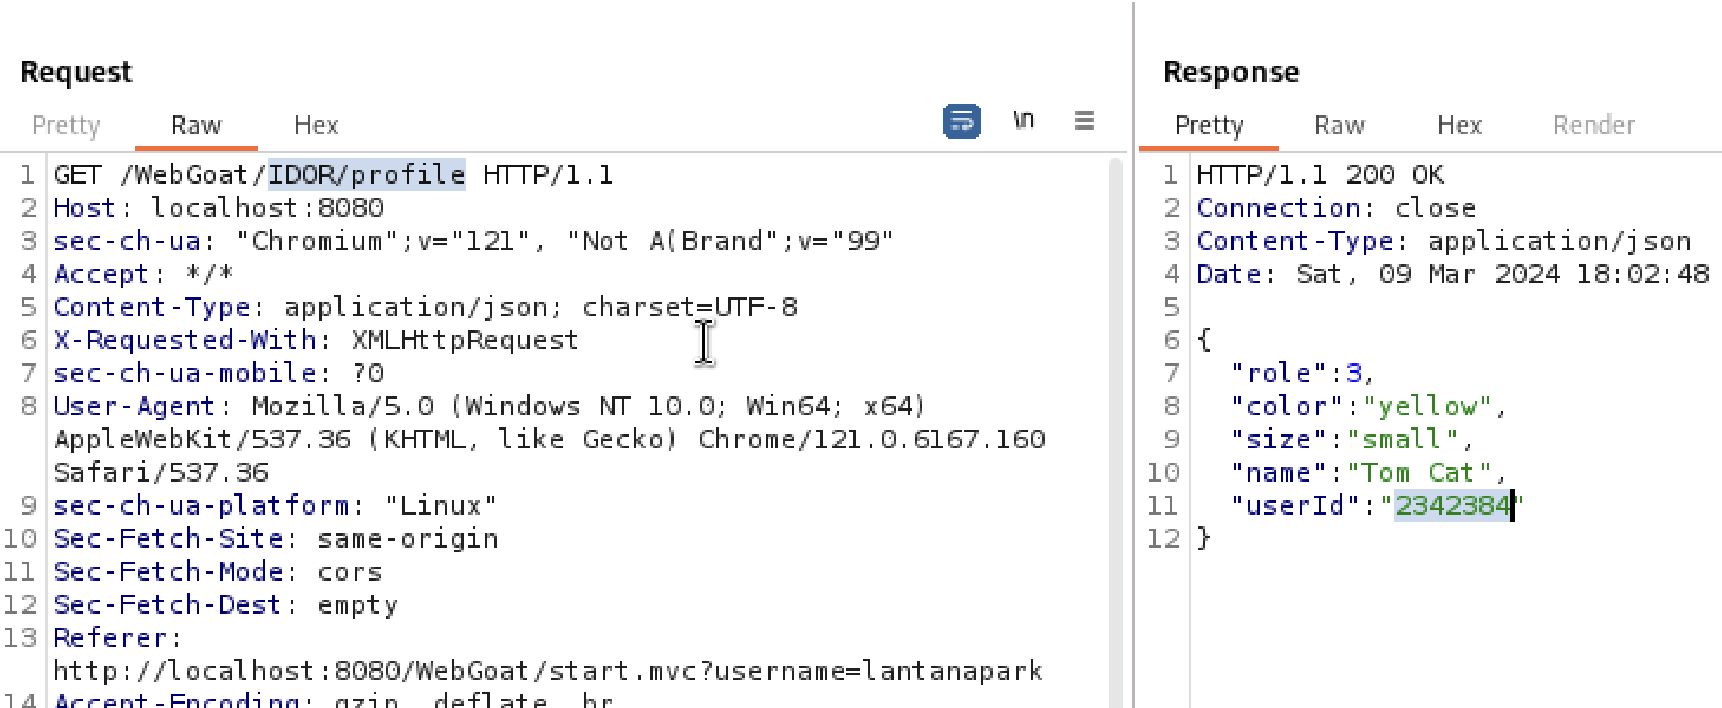 Request
Pretty Raw Hex
\n
1 GET /WebGoat/IDOR/profile HTTP/1.1
2 Host: localhost:8080
3 sec-ch-ua: "Chromium";v="121", "Not A(Brand";v="99"
4 Accept: */*
5 Content-Type: application/json; charset=UTF-8
6 X-Requested-With: XMLHttpRequest
7 sec-ch-ua-mobile: ?0
8 User-Agent: Mozilla/5.0 (Windows NT 10.0; Win64; x64)
AppleWebKit/537.36 (KHTML, like Gecko) Chrome/121.0.6167.160
Safari/537.36
9 sec-ch-ua-platform: "Linux"
10 Sec-Fetch-Site: same-origin
11 Sec-Fetch-Mode: cors
12 Sec-Fetch-Dest: empty
13 Referer:
http://localhost:8080/WebGoat/start.mvc?username=lantanapark
14 Accept-Encoding: gzip, deflate, br
Response
Pretty Raw Hex Render
1 HTTP/1.1 200 OK
2 Connection: close
3 Content-Type: application/json
4 Date: Sat, 09 Mar 2024 18:02:48
5
6 {
7 "role":3,
8 "color":"yellow",
9 "size":"small",
10 "name":"Tom Cat",
11 "userId":"2342384"
12 }